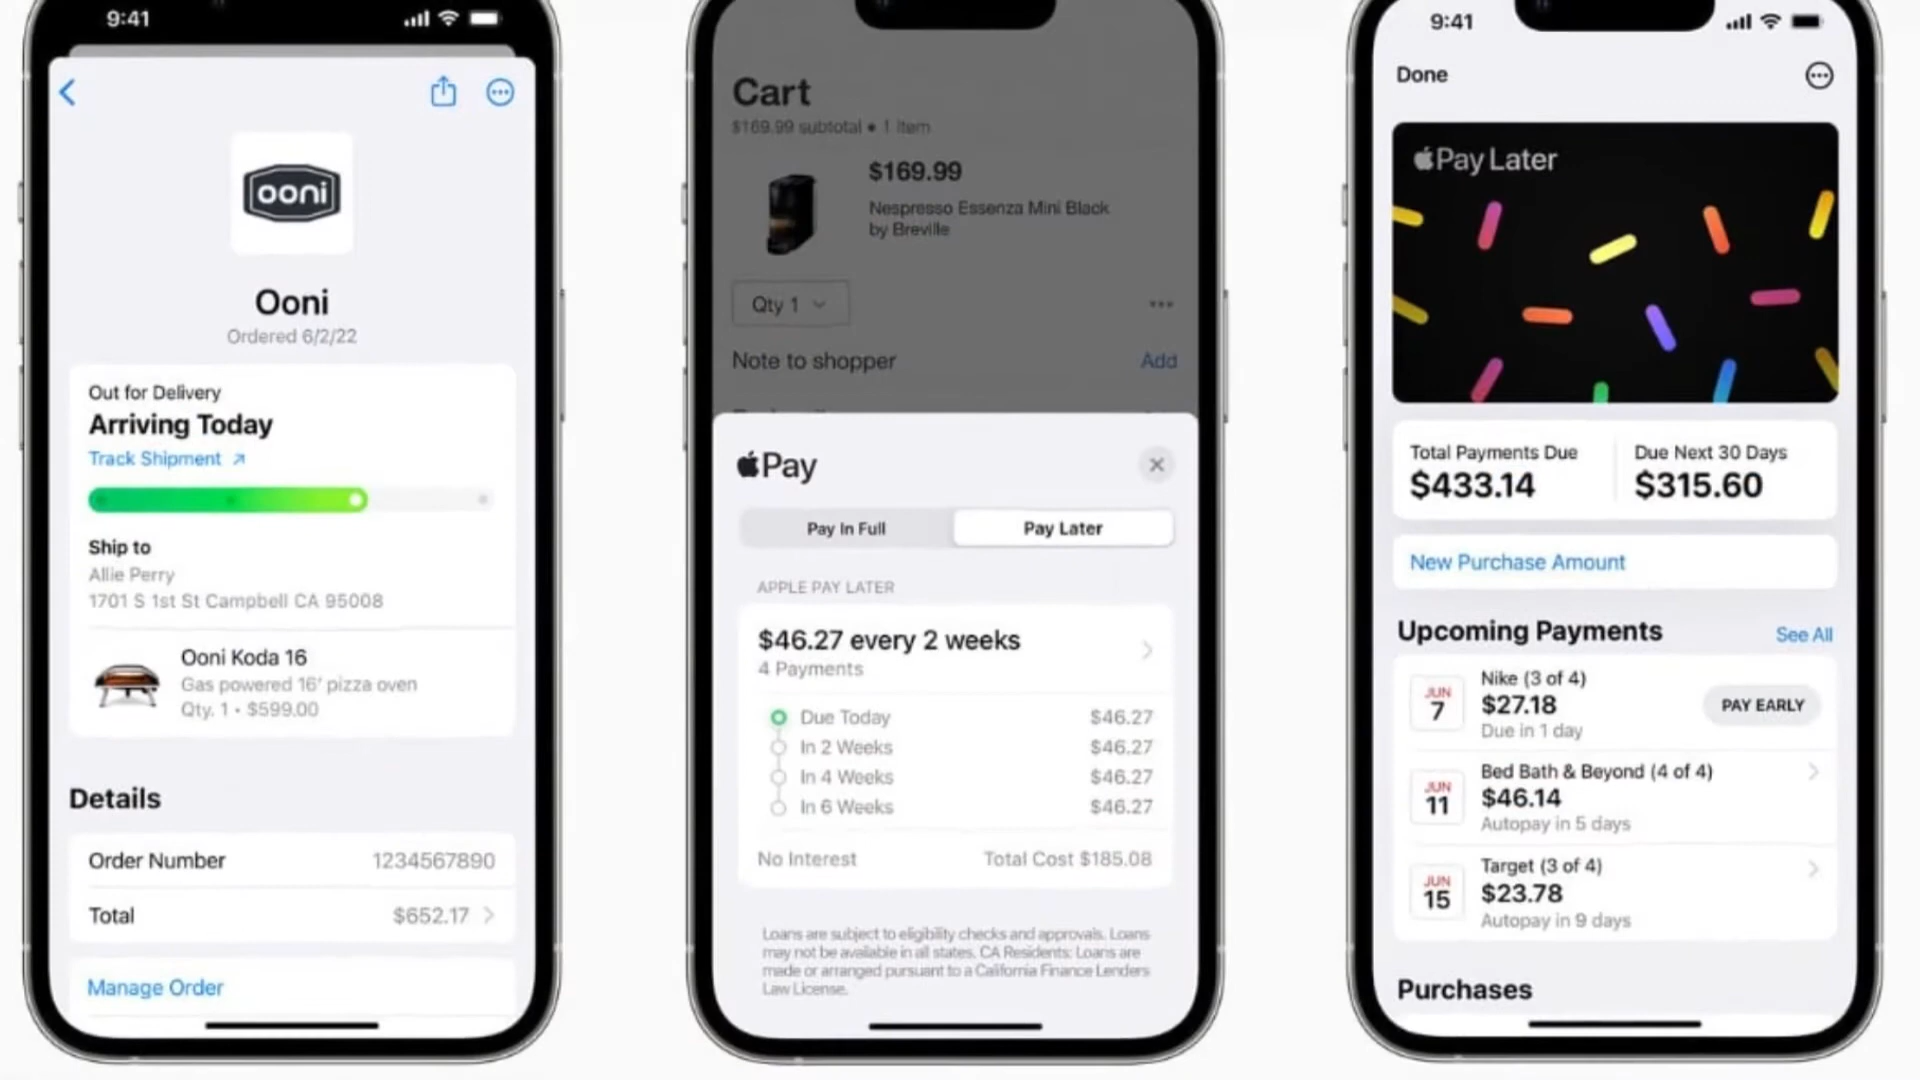 9:41
ooni
Ooni
Ordered 6/2/22
Out for Delivery
Arriving Today
Track Shipment
Ship to
Allie Perry
1701 S 1st St Campbell CA 95008
Ooni Koda 16
Gas powered 16’ pizza oven
Qty. 1 • $599.00
Details
Order Number 1234567890
Total $652.17
Manage Order
Cart
$169.99 subtotal • 1 item
$169.99
Nespresso Essenza Mini Black
by Breville
Qty 1
Note to shopper Add
Pay
Pay In Full Pay Later
APPLE PAY LATER
$46.27 every 2 weeks
4 Payments
Due Today $46.27
In 2 Weeks $46.27
In 4 Weeks $46.27
In 6 Weeks $46.27
No Interest Total Cost $185.08
Loans are subject to eligibility checks and approvals. Loans
may not be available in all states. CA Residents: Loans are
made or arranged pursuant to a California Finance Lenders
Law License.
9:41
Done
Pay Later
Total Payments Due Due Next 30 Days
$433.14 $315.60
New Purchase Amount
Upcoming Payments See All
JUN
7
Nike (3 of 4)
$27.18
Due in 1 day
PAY EARLY
JUN
11
Bed Bath & Beyond (4 of 4)
$46.14
Autopay in 5 days
JUN
15
Target (3 of 4)
$23.78
Autopay in 9 days
Purchases